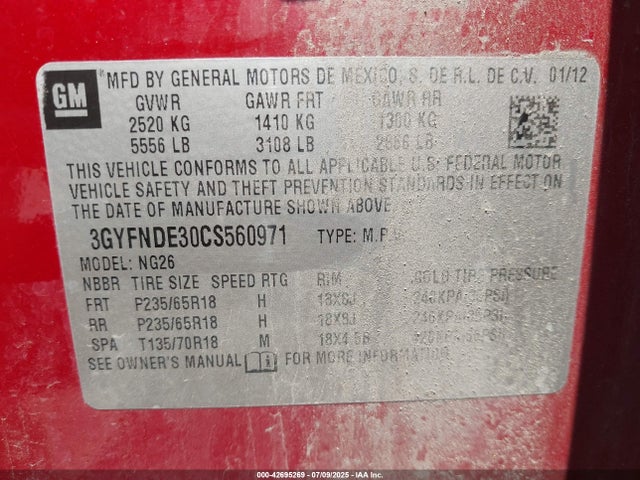 GM
*MFD BY GENERAL MOTORS DE MEXICO, S. DE R.L. DE C.V. 01/12
GVWR GAWR FRT GAWR RR
2520 KG 1410 KG 1300 KG
5556 LB 3108 LB 2866 LB
THIS VEHICLE CONFORMS TO ALL APPLICABLE U.S. FEDERAL MOTOR
VEHICLE SAFETY AND THEFT PREVENTION STANDARDS IN EFFECT ON
THE DATE OF MANUFACTURE SHOWN ABOVE.
3GYFNDE30CS560971 TYPE: M.P.V
MODEL: NG26
NBBR TIRE SIZE SPEED RTG RIM COLD TIRE PRESSURE
FRT P235/65R18 H 18X8J
RR P235/65R18 H 18X8J
SPA T135/70R18 M 18X4.5B
SEE OWNER'S MANUAL FOR MORE INFORMATION
000-42695269 | 07/09/2025 | IAA Inc.